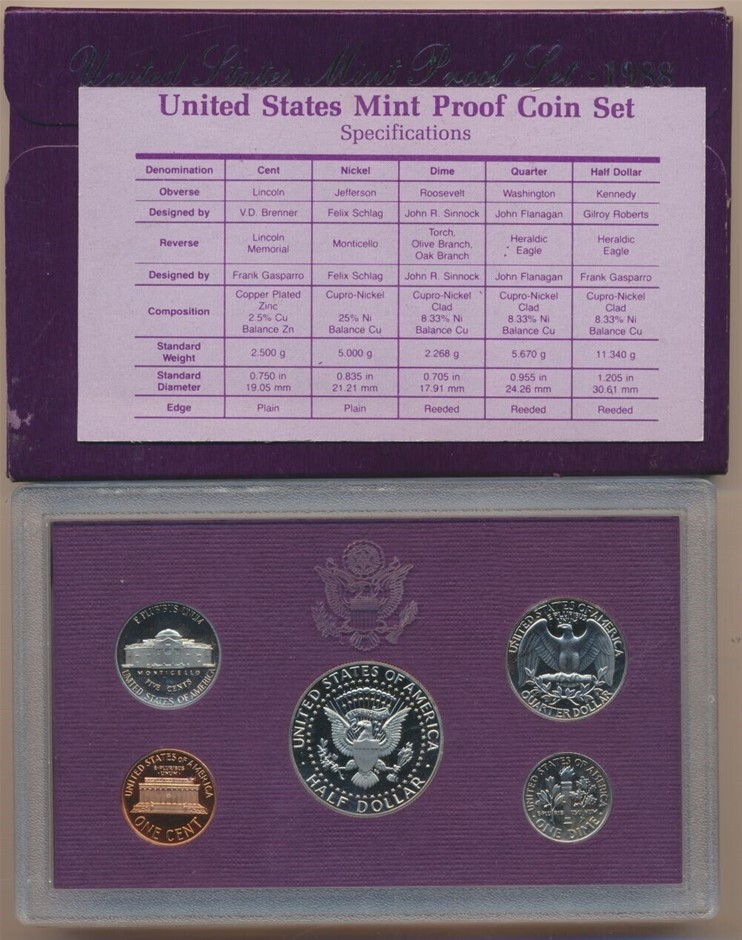 United States Mint Proof Set - 1988
United States Mint Proof Coin Set
Specifications
Denomination Cent Nickel Dime Quarter Half Dollar
Obverse Lincoln Jefferson Roosevelt Washington Kennedy
Designed by V.D. Brenner Felix Schlag John R. Sinnock John Flanagan Gilroy Roberts
Reverse Lincoln Memorial Monticello Torch, Olive Branch, Oak Branch Heraldic Eagle Heraldic Eagle
Designed by Frank Gasparro Felix Schlag John R. Sinnock John Flanagan Frank Gasparro
Composition Copper Plated Zinc 2.5% Cu Balance Zn Cupro-Nickel 25% Ni Balance Cu Cupro-Nickel Clad 8.33% Ni Balance Cu Cupro-Nickel Clad 8.33% Ni Balance Cu Cupro-Nickel Clad 8.33% Ni Balance Cu
Standard Weight 2.500 g 5.000 g 2.268 g 5.670 g 11.340 g
Standard Diameter 0.750 in 19.05 mm 0.835 in 21.21 mm 0.705 in 17.91 mm 0.955 in 24.26 mm 1.205 in 30.61 mm
Edge Plain Plain Reeded Reeded Reeded
E PLURIBUS UNUM
MONTICELLO
FIVE CENTS
UNITED STATES OF AMERICA
UNITED STATES OF AMERICA
HALF DOLLAR
UNITED STATES OF AMERICA
E PLURIBUS
UNUM
QUARTER DOLLAR
UNITED STATES OF AMERICA
E PLURIBUS
UNUM
ONE CENT
UNITED STATES OF AMERICA
ONE DIME